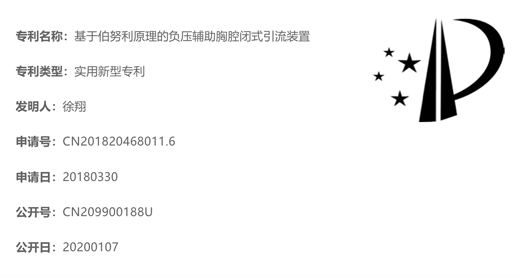 专利名称：基于伯努利原理的负压辅助胸腔闭式引流装置
专利类型：实用新型专利
发明人：徐翔
申请号：CN201820468011.6
申请日：20180330
公开号：CN209900188U
公开日：20200107